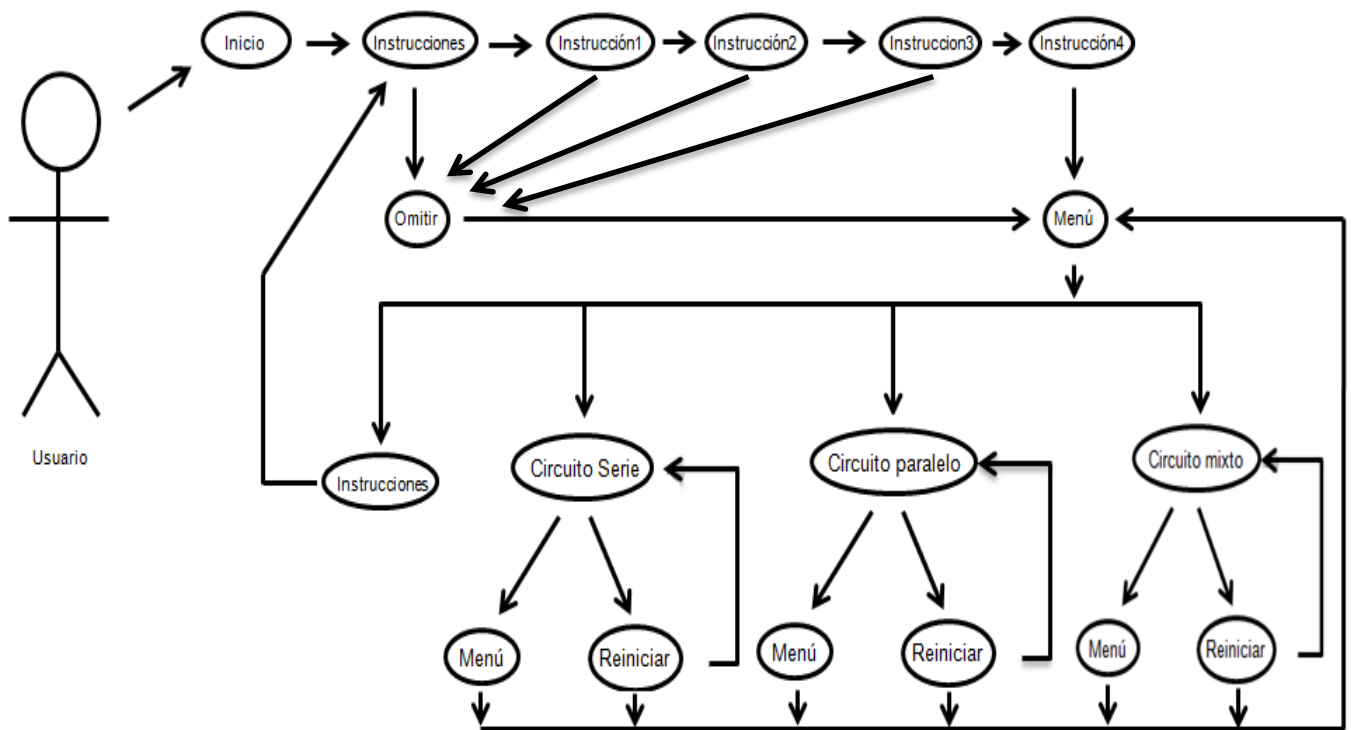 Inicio
Instrucciones
Instrucción1
Instrucción2
Instruccion3
Instrucción4
Omitir
Menú
Usuario
Instrucciones
Circuito Serie
Circuito paralelo
Circuito mixto
Menú
Reiniciar
Menú
Reiniciar
Menú
Reiniciar